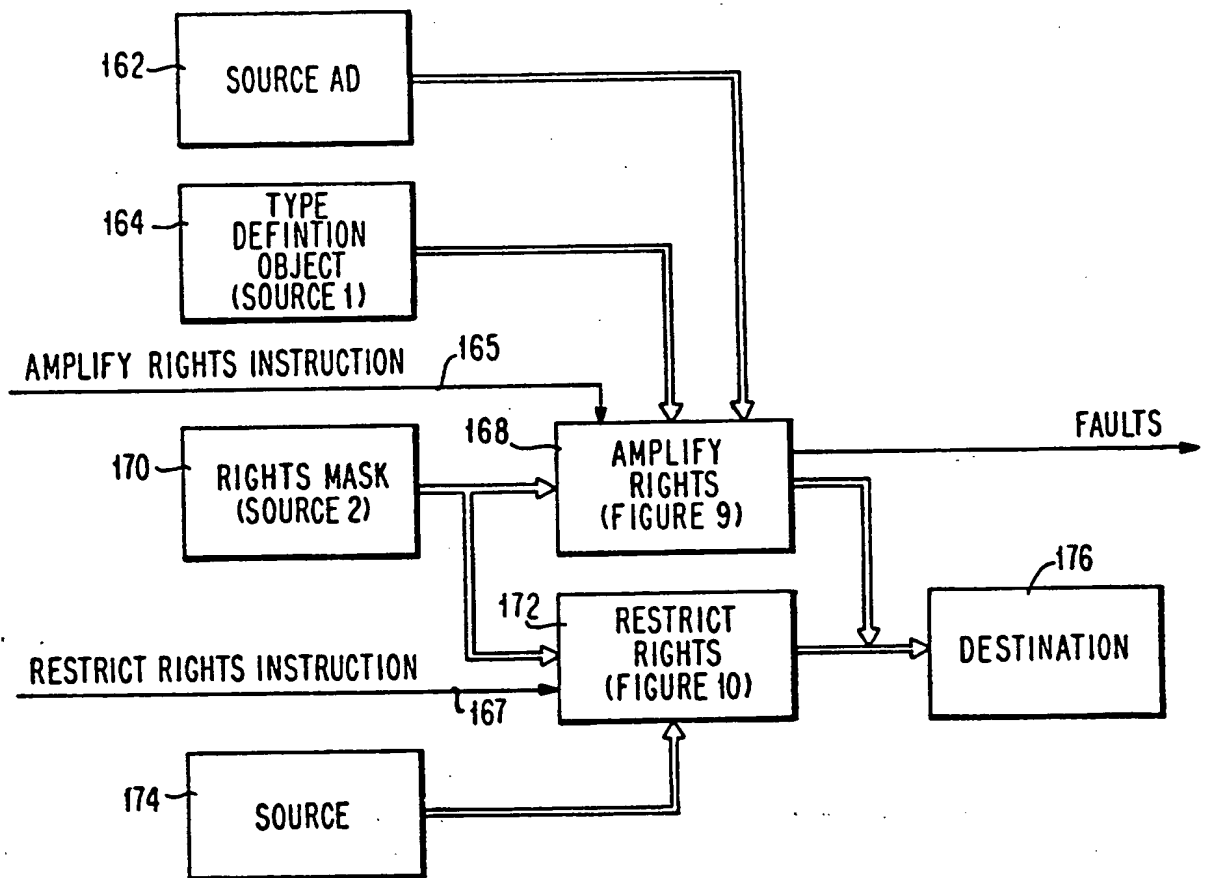 162
SOURCE AD
164
TYPE
DEFINTION
OBJECT
(SOURCE 1)
AMPLIFY RIGHTS INSTRUCTION
165
170
RIGHTS MASK
(SOURCE 2)
168
AMPLIFY
RIGHTS
(FIGURE 9)
FAULTS
172
RESTRICT
RIGHTS
(FIGURE 10)
176
DESTINATION
RESTRICT RIGHTS INSTRUCTION
167
174
SOURCE